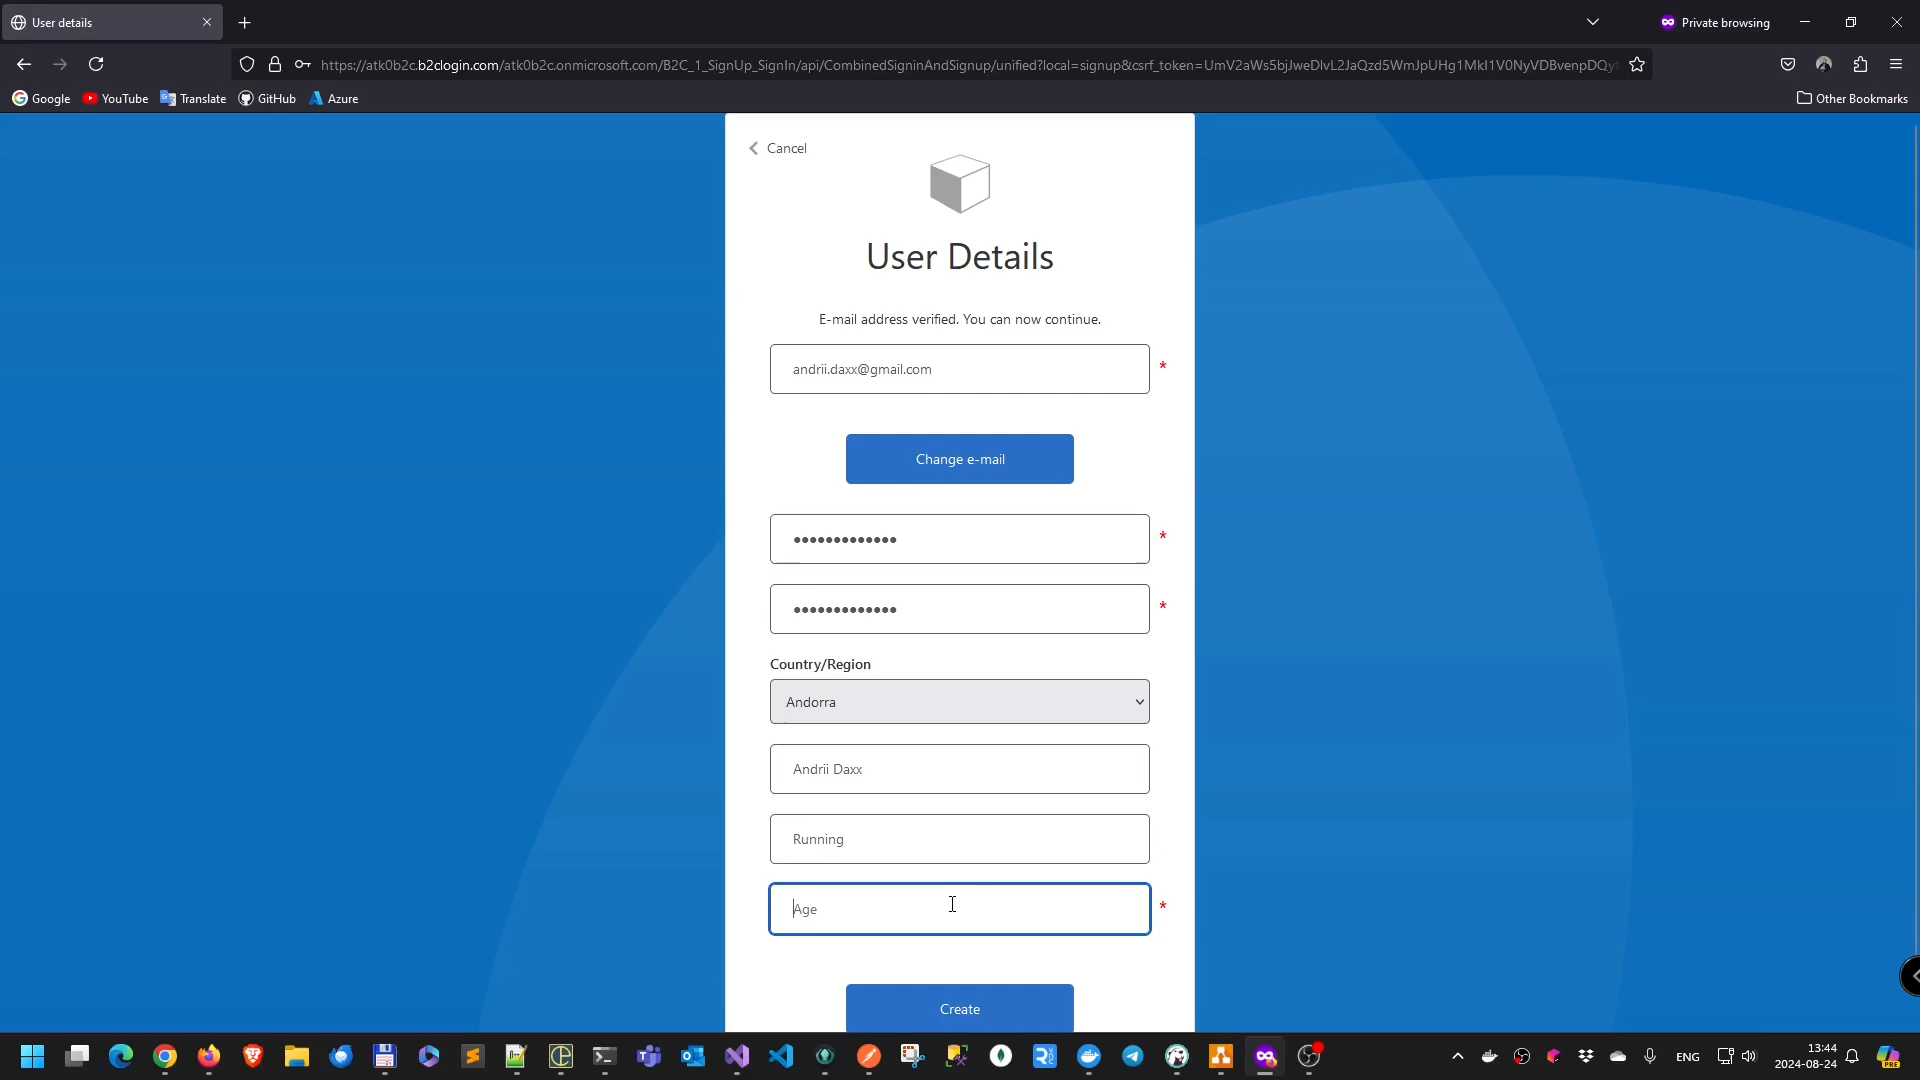 User details
Private browsing
https://atk0b2c.b2clogin.com/atk0b2c.onmicrosoft.com/B2C_1_SignUp_SignIn/api/CombinedSigninAndSignup/unified?local=signup&csrf_token=
Google YouTube Translate GitHub Azure Other Bookmarks
Cancel
User Details
E-mail address verified. You can now continue.
andrii.daxx@gmail.com *
Change e-mail
●●●●●●●●●●●●● *
●●●●●●●●●●●●● *
Country/Region
Andorra
Andrii Daxx
Running
Age *
Create
ENG 13:44
2024-08-24
PRE